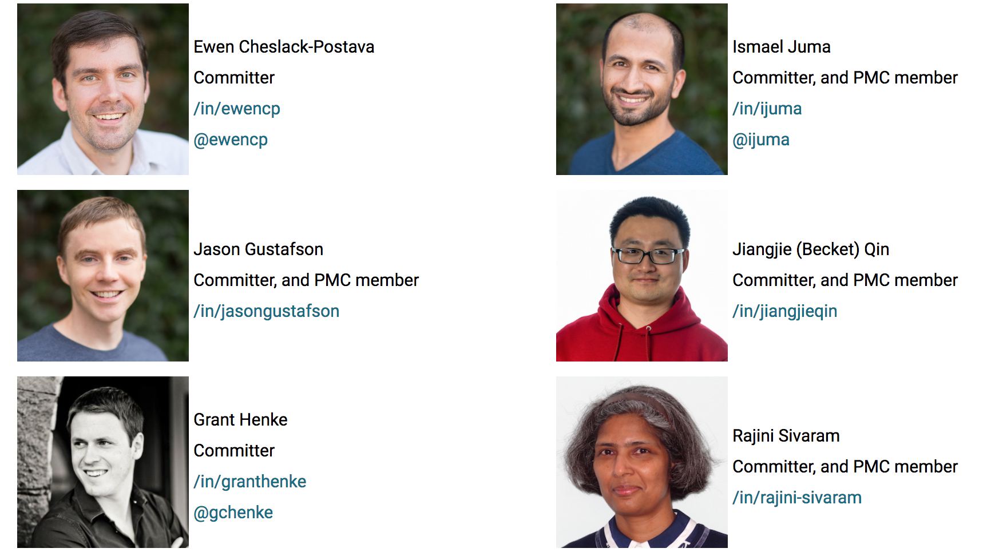 Ewen Cheslack-Postava
Committer
/in/ewencp
@ewencp
Ismael Juma
Committer, and PMC member
/in/ijuma
@ijuma
Jason Gustafson
Committer, and PMC member
/in/jasongustafson
Jiangjie (Becket) Qin
Committer, and PMC member
/in/jiangjieqin
Grant Henke
Committer
/in/granthenke
@gchenke
Rajini Sivaram
Committer, and PMC member
/in/rajini-sivaram